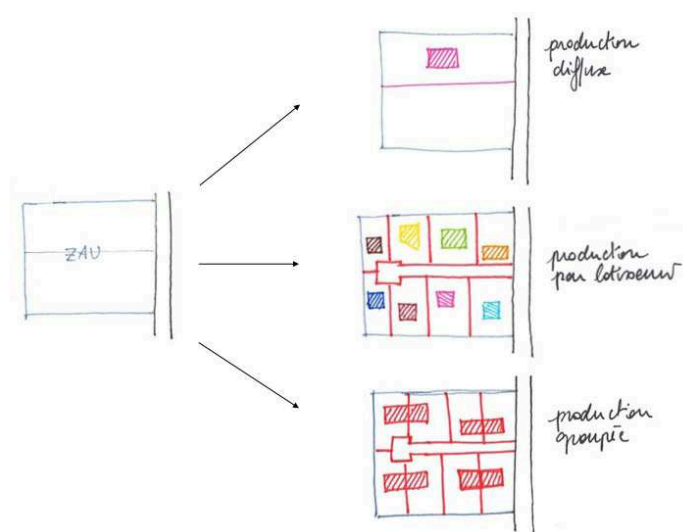 ZAU
production
diffuse
production
par lotisseur
production
groupée